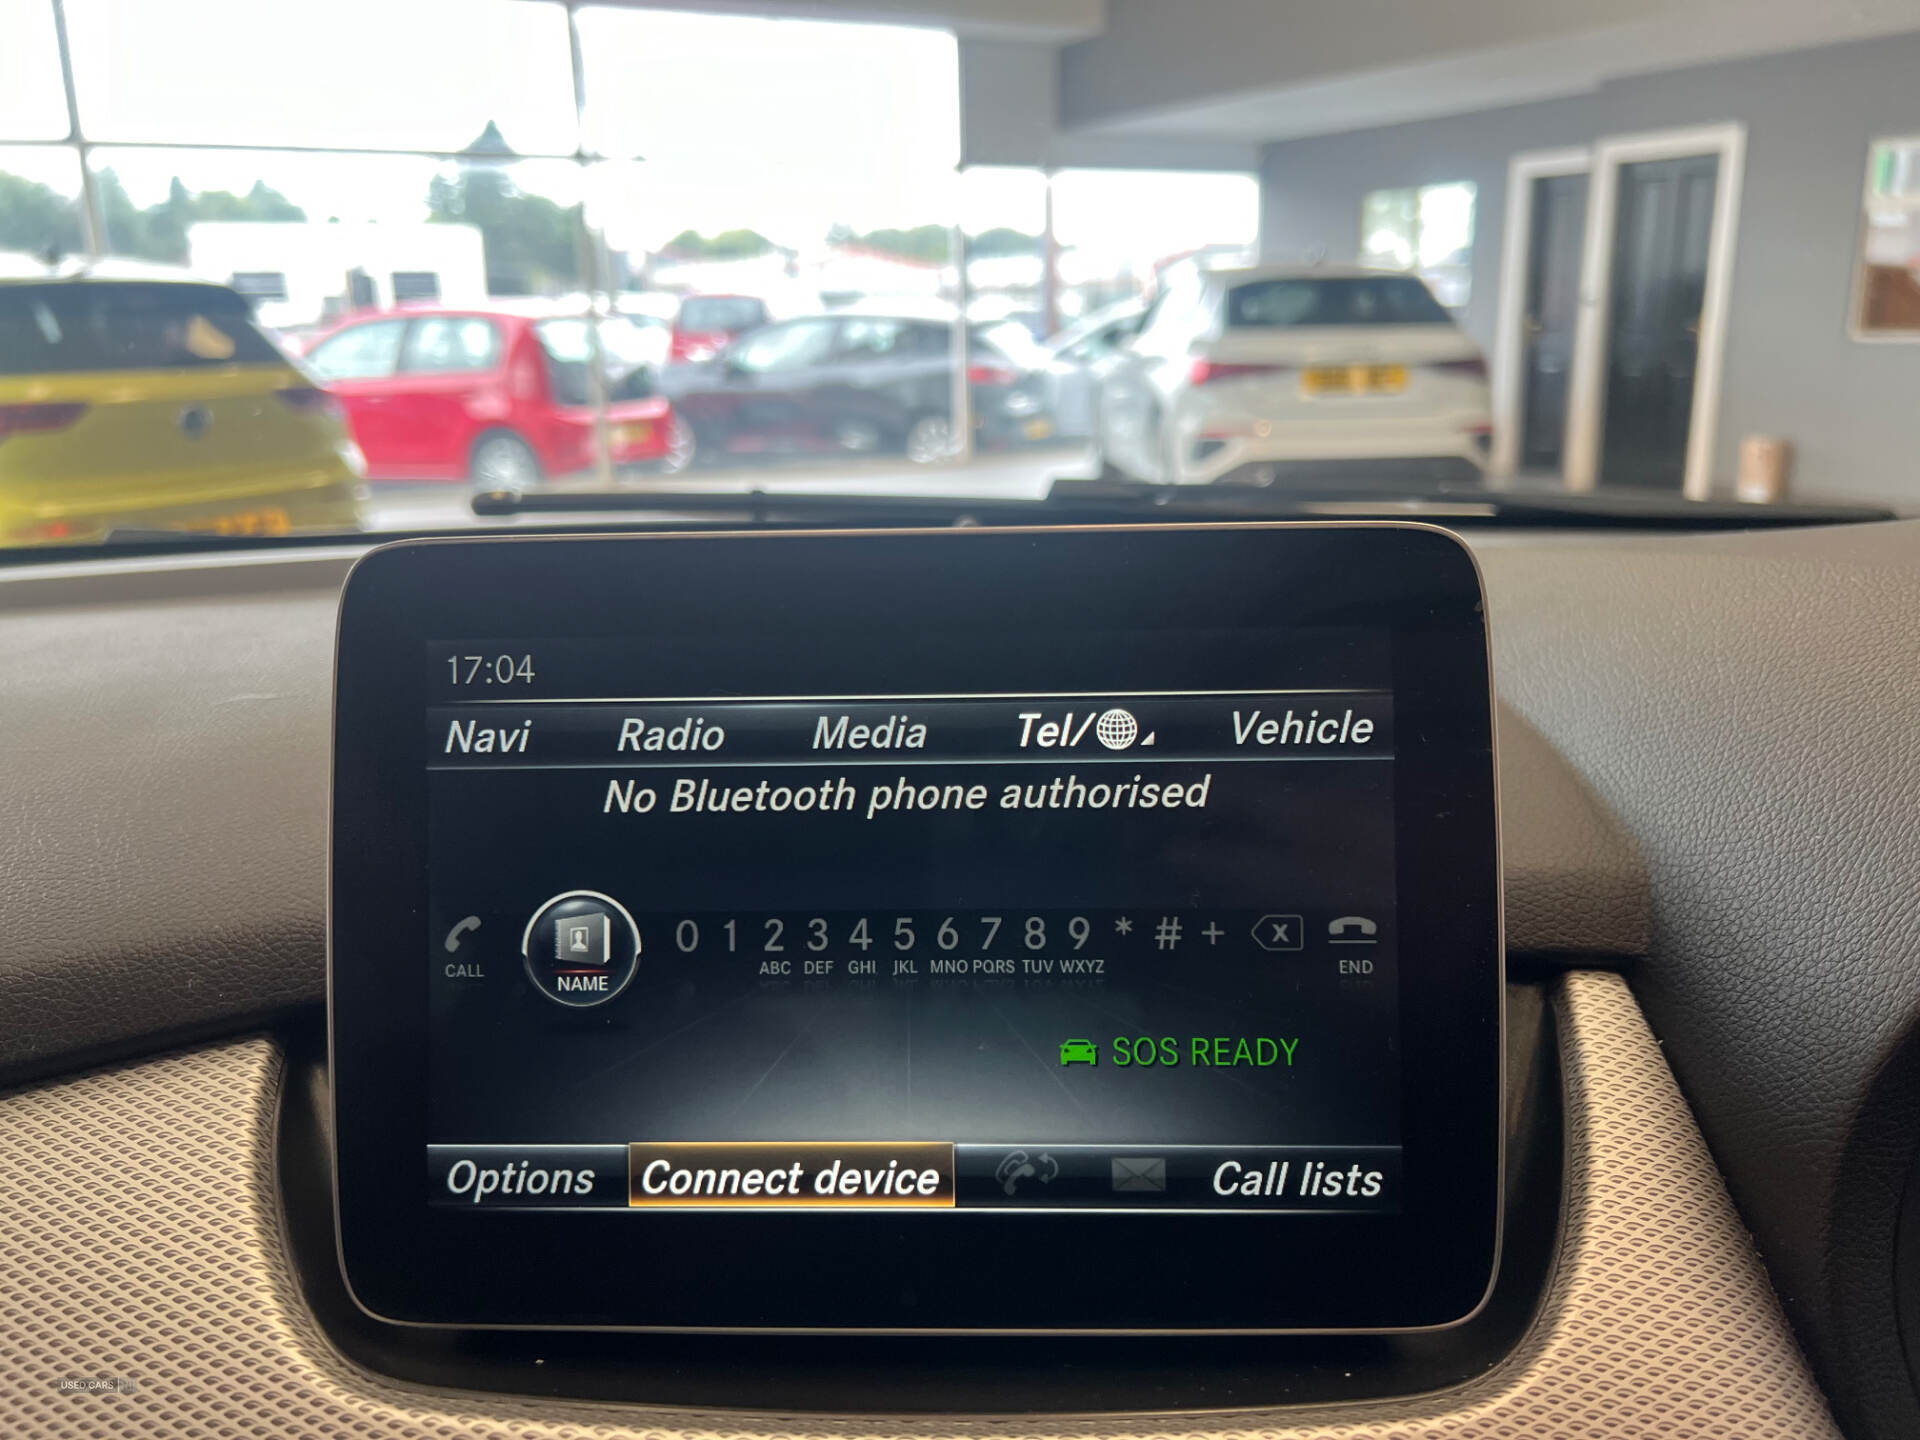 17:04
Navi Radio Media Tel/ Vehicle
No Bluetooth phone authorised
0 1 2 3 4 5 6 7 8 9 * # + X
ABC DEF GHI JKL MNO PQRS TUV WXYZ
CALL NAME END
SOS READY
Options Connect device Call lists
USED CARS